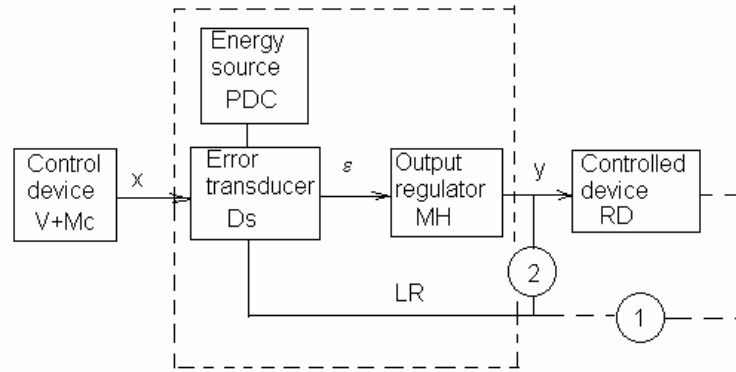 Energy
source
PDC
Control
device
V+Mc
x
Error
transducer
Ds
ε
Output
regulator
MH
y
Controlled
device
RD
2
LR
1